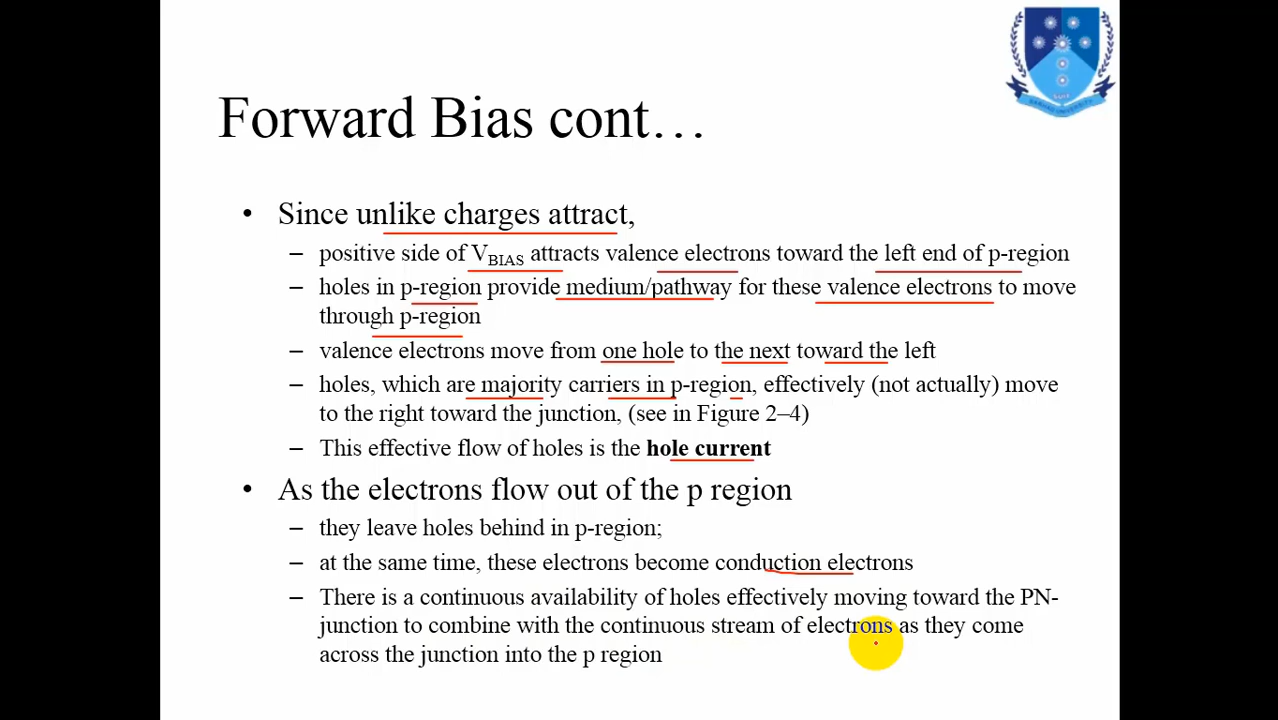 Forward Bias cont…
• Since unlike charges attract,
– positive side of VBIAS attracts valence electrons toward the left end of p-region
– holes in p-region provide medium/pathway for these valence electrons to move
through p-region
– valence electrons move from one hole to the next toward the left
– holes, which are majority carriers in p-region, effectively (not actually) move
to the right toward the junction, (see in Figure 2–4)
– This effective flow of holes is the hole current
• As the electrons flow out of the p region
– they leave holes behind in p-region;
– at the same time, these electrons become conduction electrons
– There is a continuous availability of holes effectively moving toward the PN-
junction to combine with the continuous stream of electrons as they come
across the junction into the p region